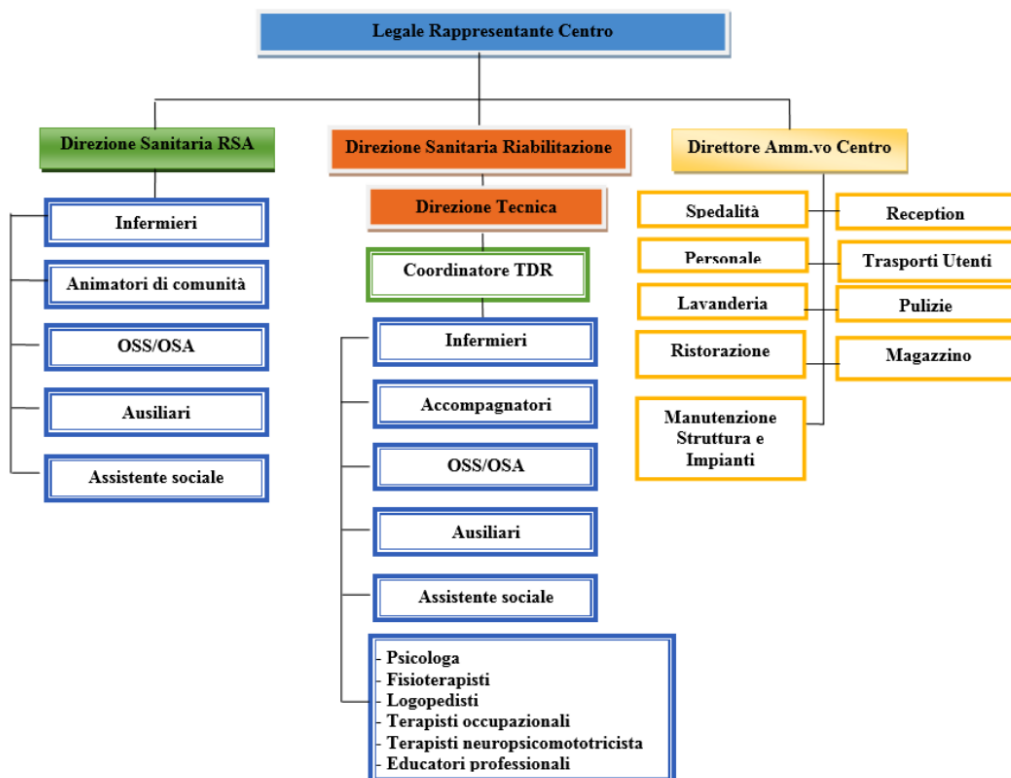 Legale Rappresentante Centro
Direzione Sanitaria RSA
Infermieri
Animatori di comunità
OSS/OSA
Ausiliari
Assistente sociale
Direzione Sanitaria Riabilitazione
Direzione Tecnica
Coordinatore TDR
Infermieri
Accompagnatori
OSS/OSA
Ausiliari
Assistente sociale
- Psicologa
- Fisioterapisti
- Logopedisti
- Terapisti occupazionali
- Terapisti neuropsicomototricista
- Educatori professionali
Direttore Amm.vo Centro
Spedalità
Reception
Personale
Trasporti Utenti
Lavanderia
Pulizie
Ristorazione
Magazzino
Manutenzione
Struttura e
Impianti